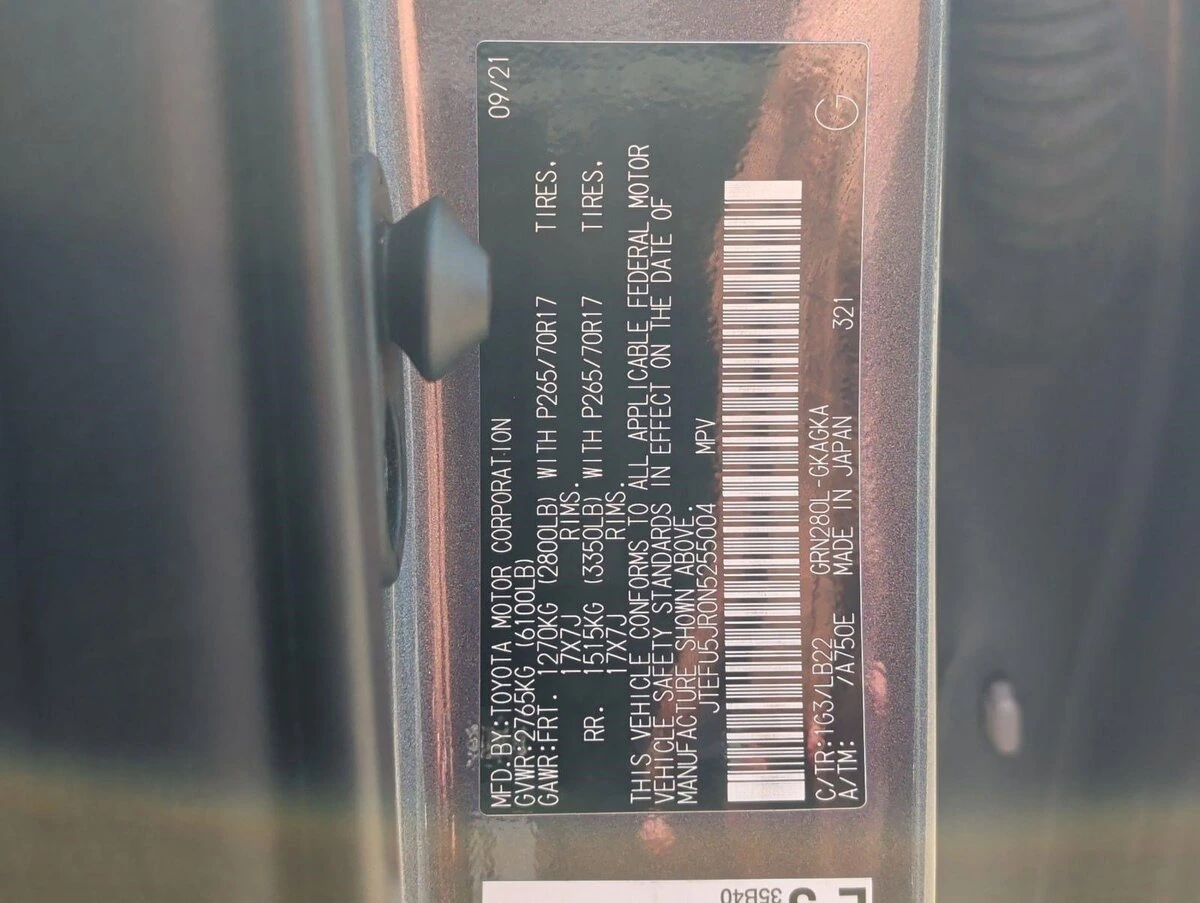 MFD.BY:TOYOTA MOTOR CORPORATION 09/21
GVWR:2765KG (6100LB)
GAWR:FRT. 1270KG (2800LB) WITH P265/70R17 TIRES.
17X7J RIMS.
RR. 1515KG (3350LB) WITH P265/70R17 TIRES.
17X7J RIMS.
THIS VEHICLE CONFORMS TO ALL APPLICABLE FEDERAL MOTOR
VEHICLE SAFETY STANDARDS IN EFFECT ON THE DATE OF
MANUFACTURE SHOWN ABOVE.
JTEFU5JR0N5255004 MPV
C/TR:1G3/LB22 GRN280L-GKAGKA G
A/TM: /A750E MADE IN JAPAN 321
35B40